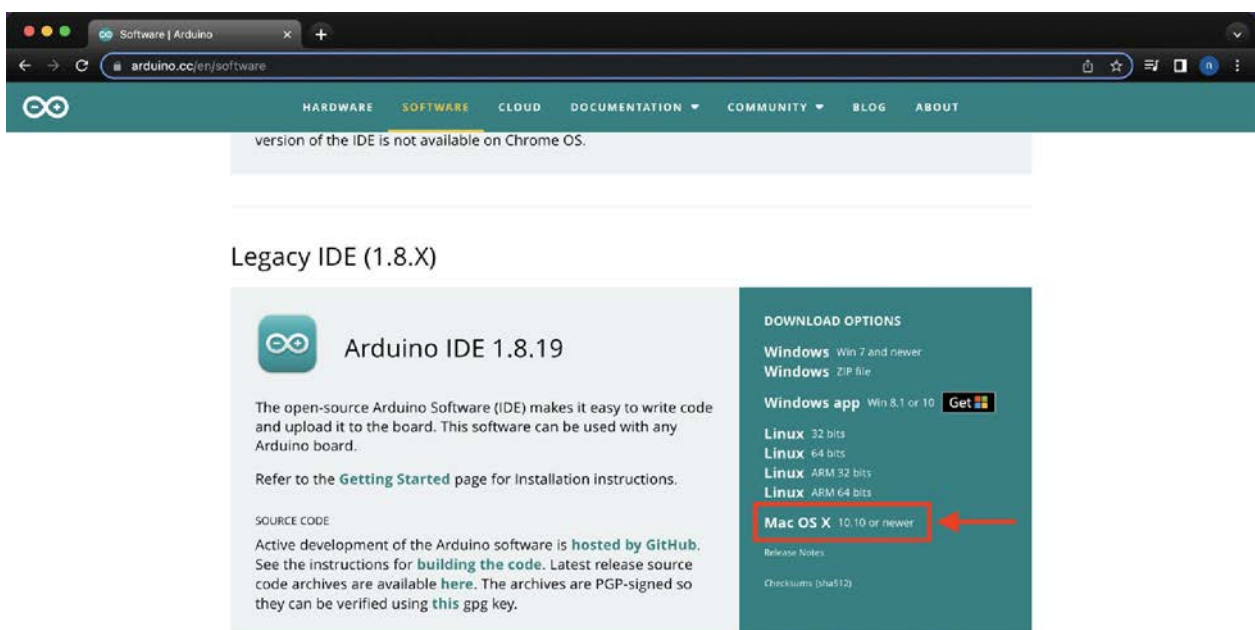 Software | Arduino
arduino.cc/en/software
n
HARDWARE SOFTWARE CLOUD DOCUMENTATION COMMUNITY BLOG ABOUT
version of the IDE is not available on Chrome OS.
Legacy IDE (1.8.X)
Arduino IDE 1.8.19
The open-source Arduino Software (IDE) makes it easy to write code
and upload it to the board. This software can be used with any
Arduino board.
Refer to the Getting Started page for Installation instructions.
SOURCE CODE
Active development of the Arduino software is hosted by GitHub.
See the instructions for building the code. Latest release source
code archives are available here. The archives are PGP-signed so
they can be verified using this gpg key.
DOWNLOAD OPTIONS
Windows Win 7 and newer
Windows ZIP file
Windows app Win 8.1 or 10 Get
Linux 32 bits
Linux 64 bits
Linux ARM 32 bits
Linux ARM 64 bits
Mac OS X 10.10 or newer
Release Notes
Checksums (sha512)